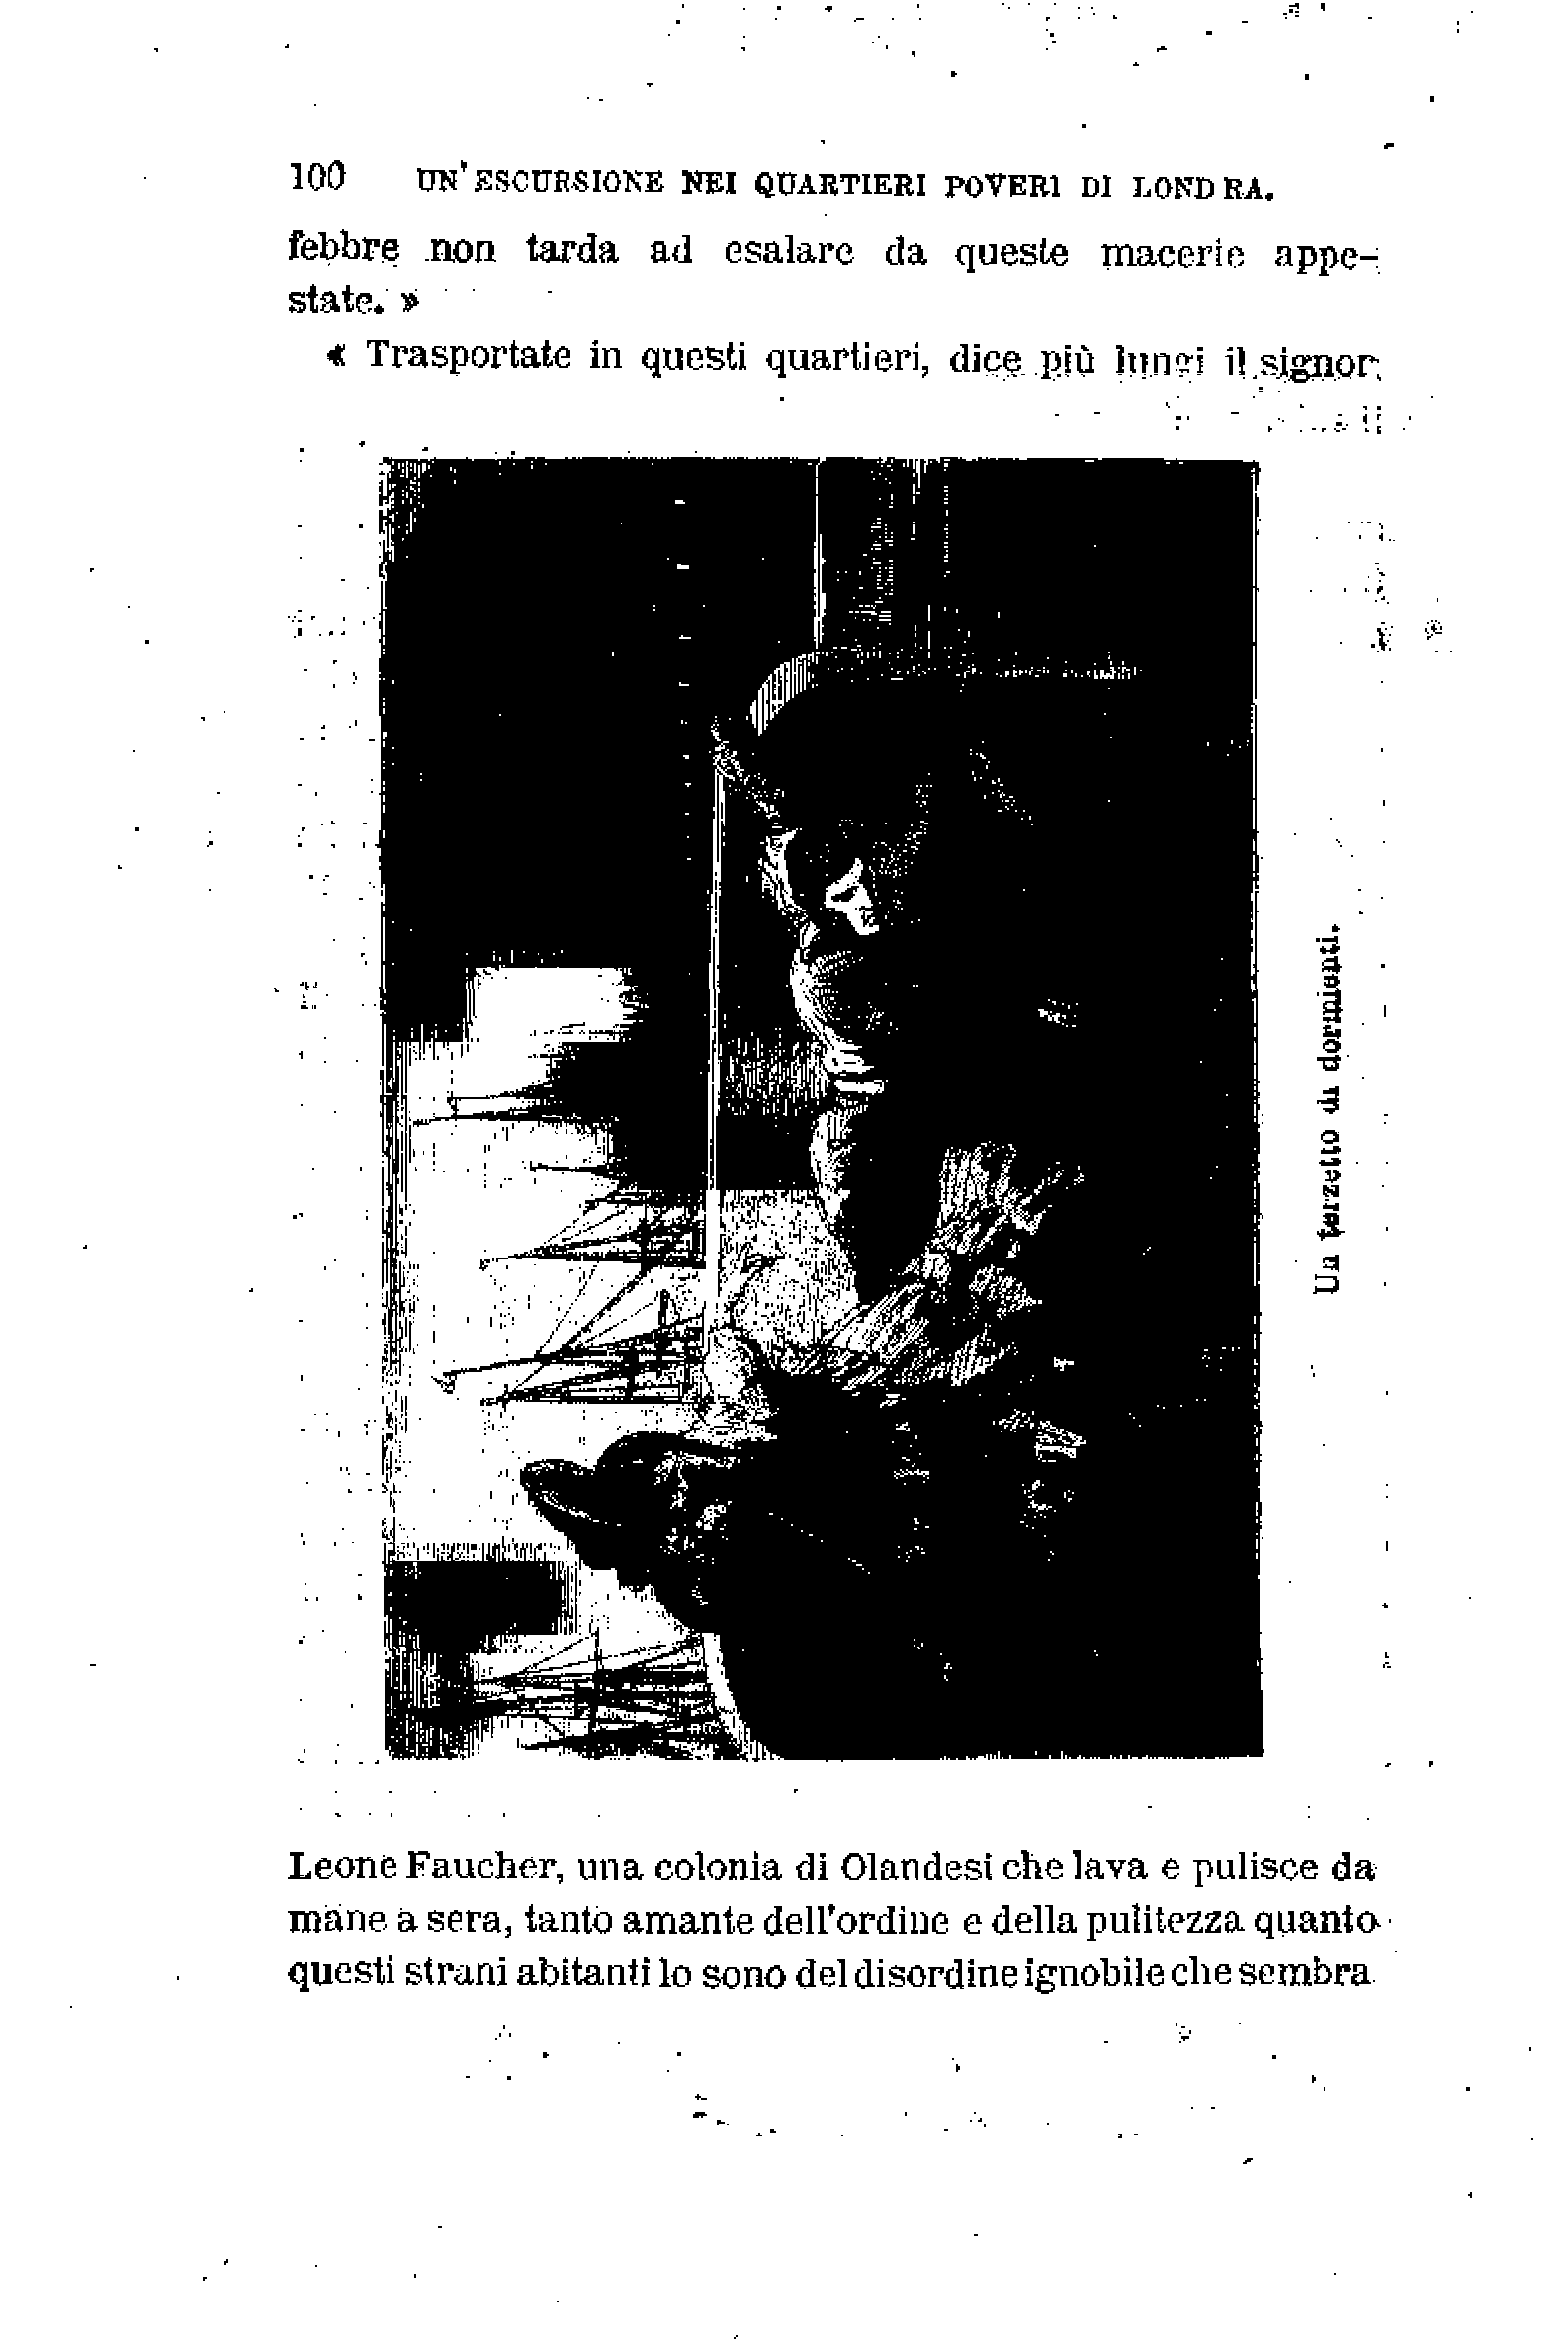 100 UN'ESCURSIONE NEI QUARTIERI POVERI DI LONDRA.
febbre non tarda ad esalare da queste macerie appe-
state. »
« Trasportate in questi quartieri, dice più lungi il signor
Un terzetto di dormienti.
Leone Faucher, una colonia di Olandesi che lava e pulisce da
mane a sera, tanto amante dell'ordine e della pulitezza quanto
questi strani abitanti lo sono del disordine ignobile che sembra